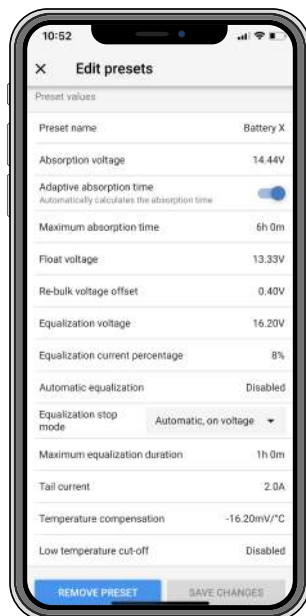 10:52
Edit presets
Preset values
Preset name Battery X
Absorption voltage 14.44V
Adaptive absorption time
Automatically calculates the absorption time
Maximum absorption time 6h 0m
Float voltage 13.33V
Re-bulk voltage offset 0.40V
Equalization voltage 16.20V
Equalization current percentage 8%
Automatic equalization Disabled
Equalization stop mode Automatic, on voltage
Maximum equalization duration 1h 0m
Tail current 2.0A
Temperature compensation -16.20mV/°C
Low temperature cut-off Disabled
REMOVE PRESET SAVE CHANGES